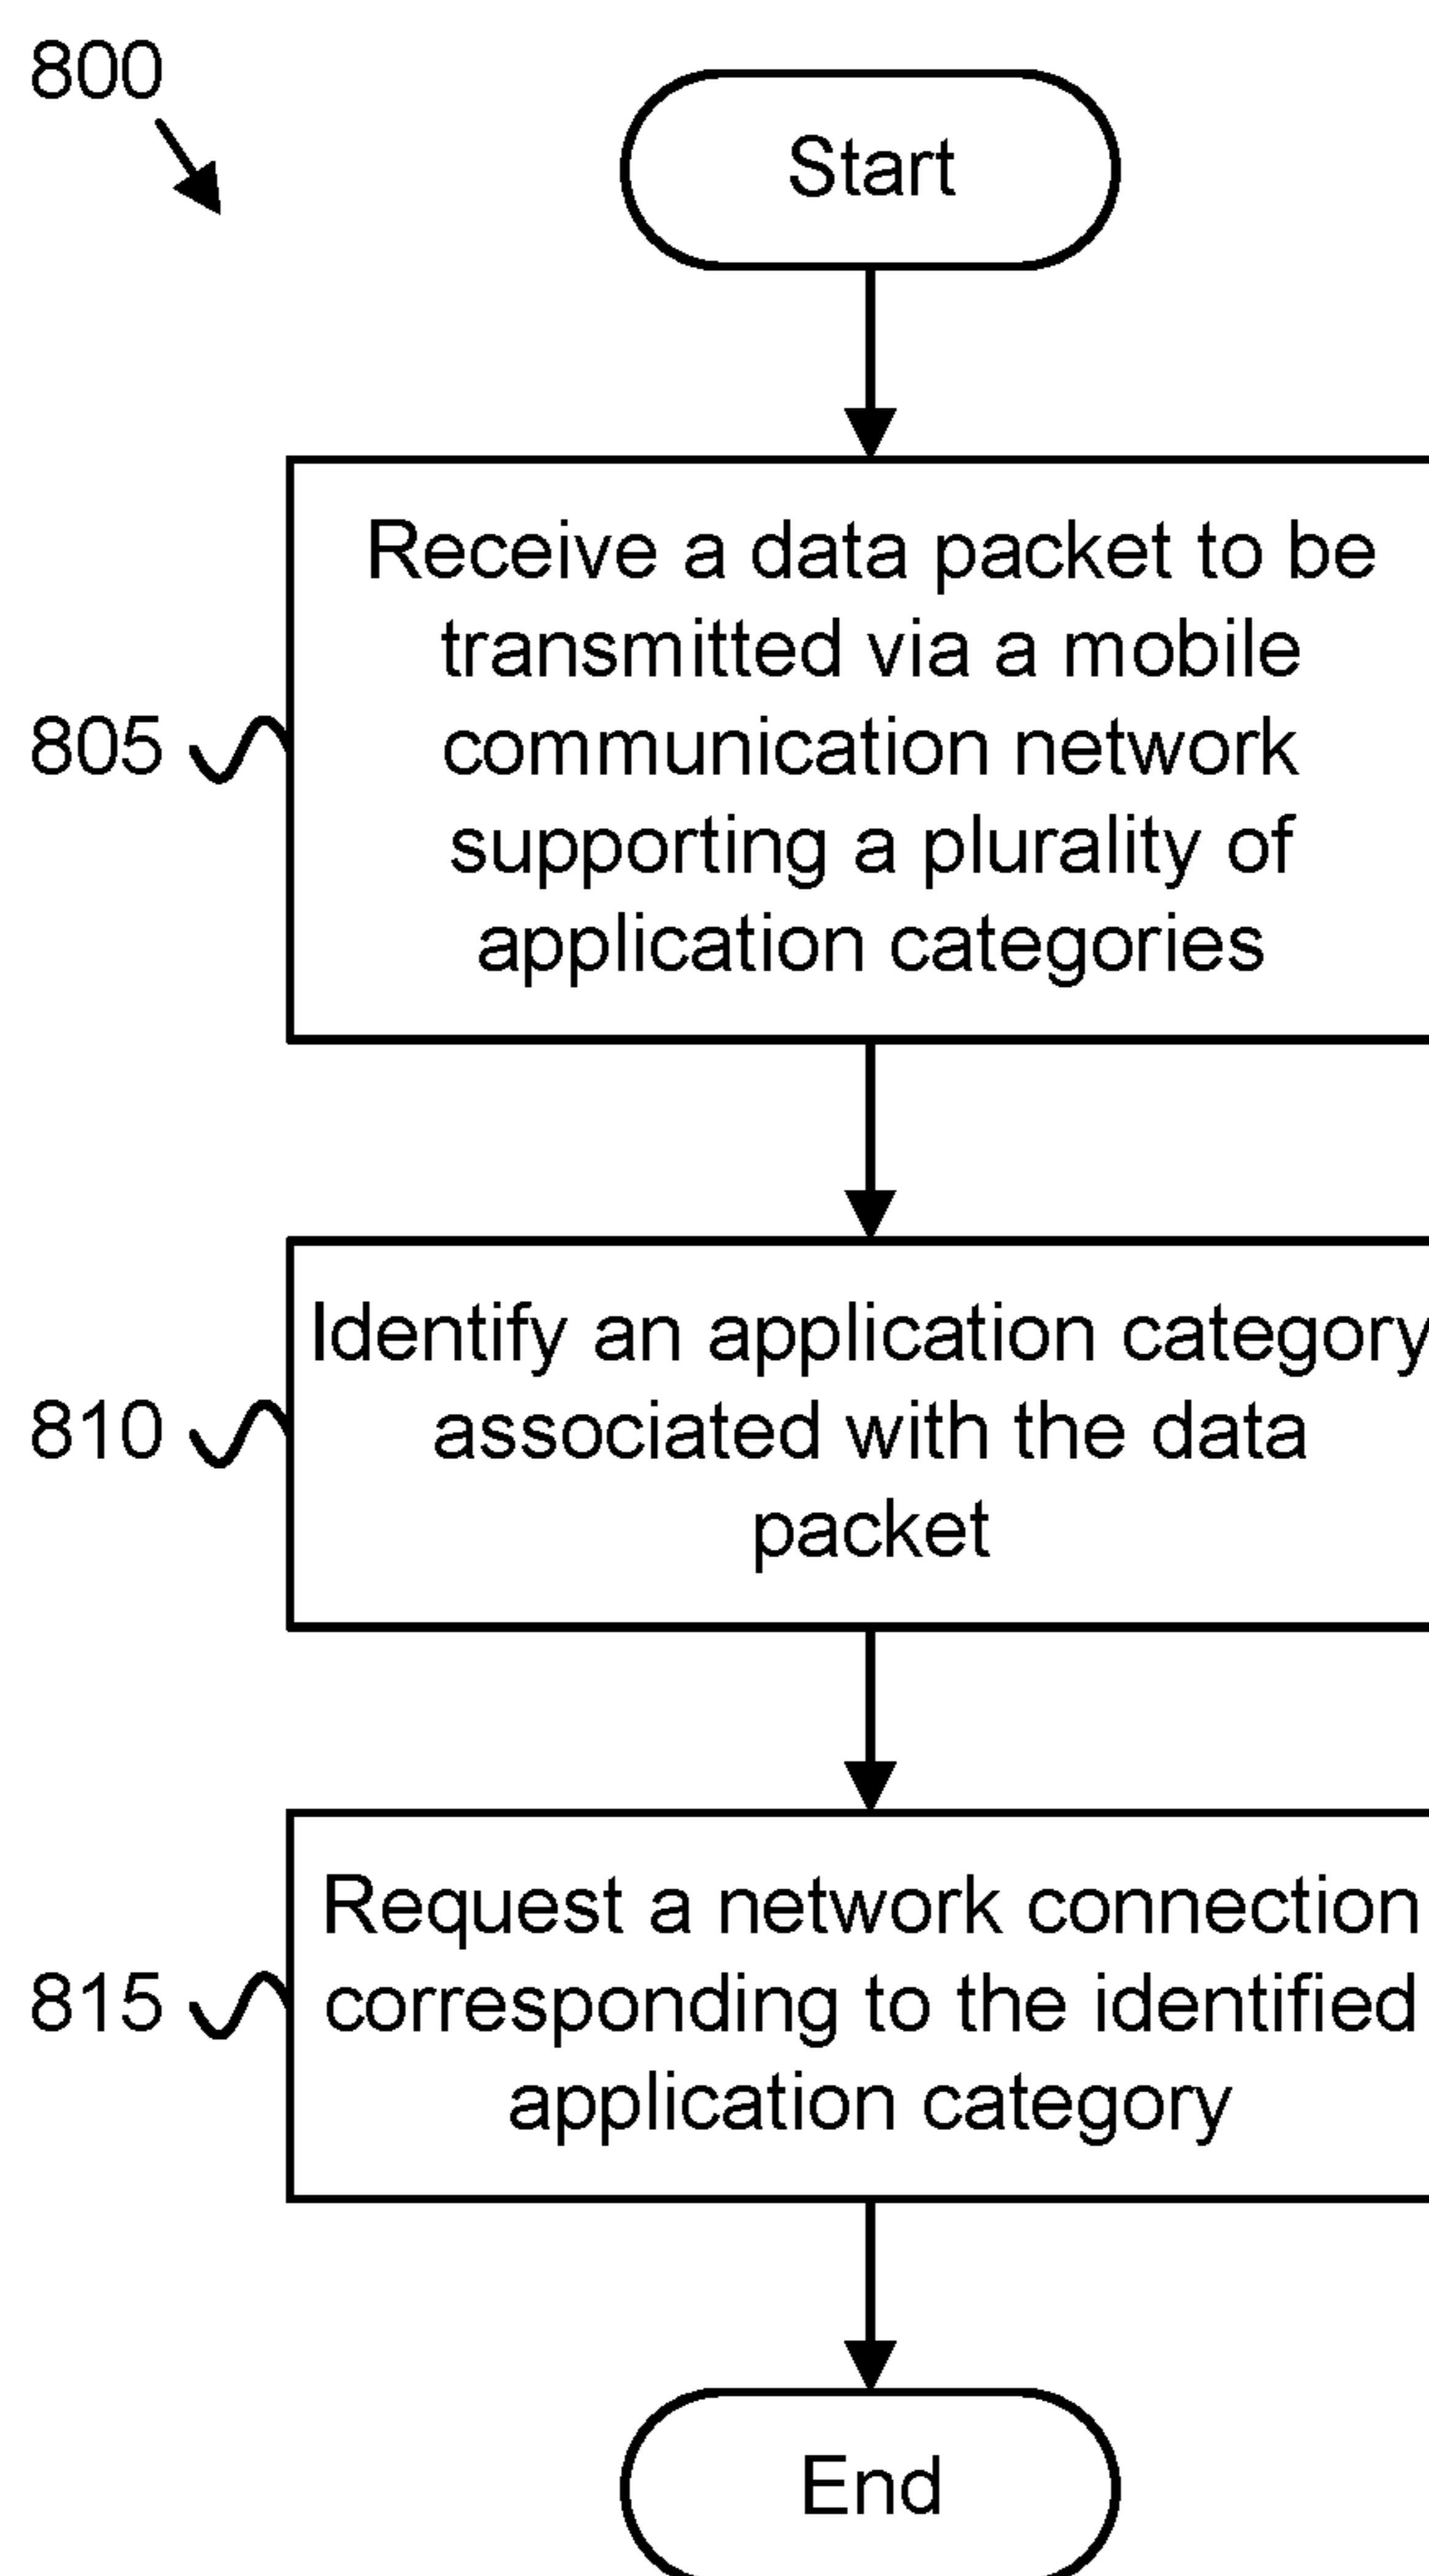 800
Start
805
Receive a data packet to be
transmitted via a mobile
communication network
supporting a plurality of
application categories
810
Identify an application category
associated with the data
packet
815
Request a network connection
corresponding to the identified
application category
End